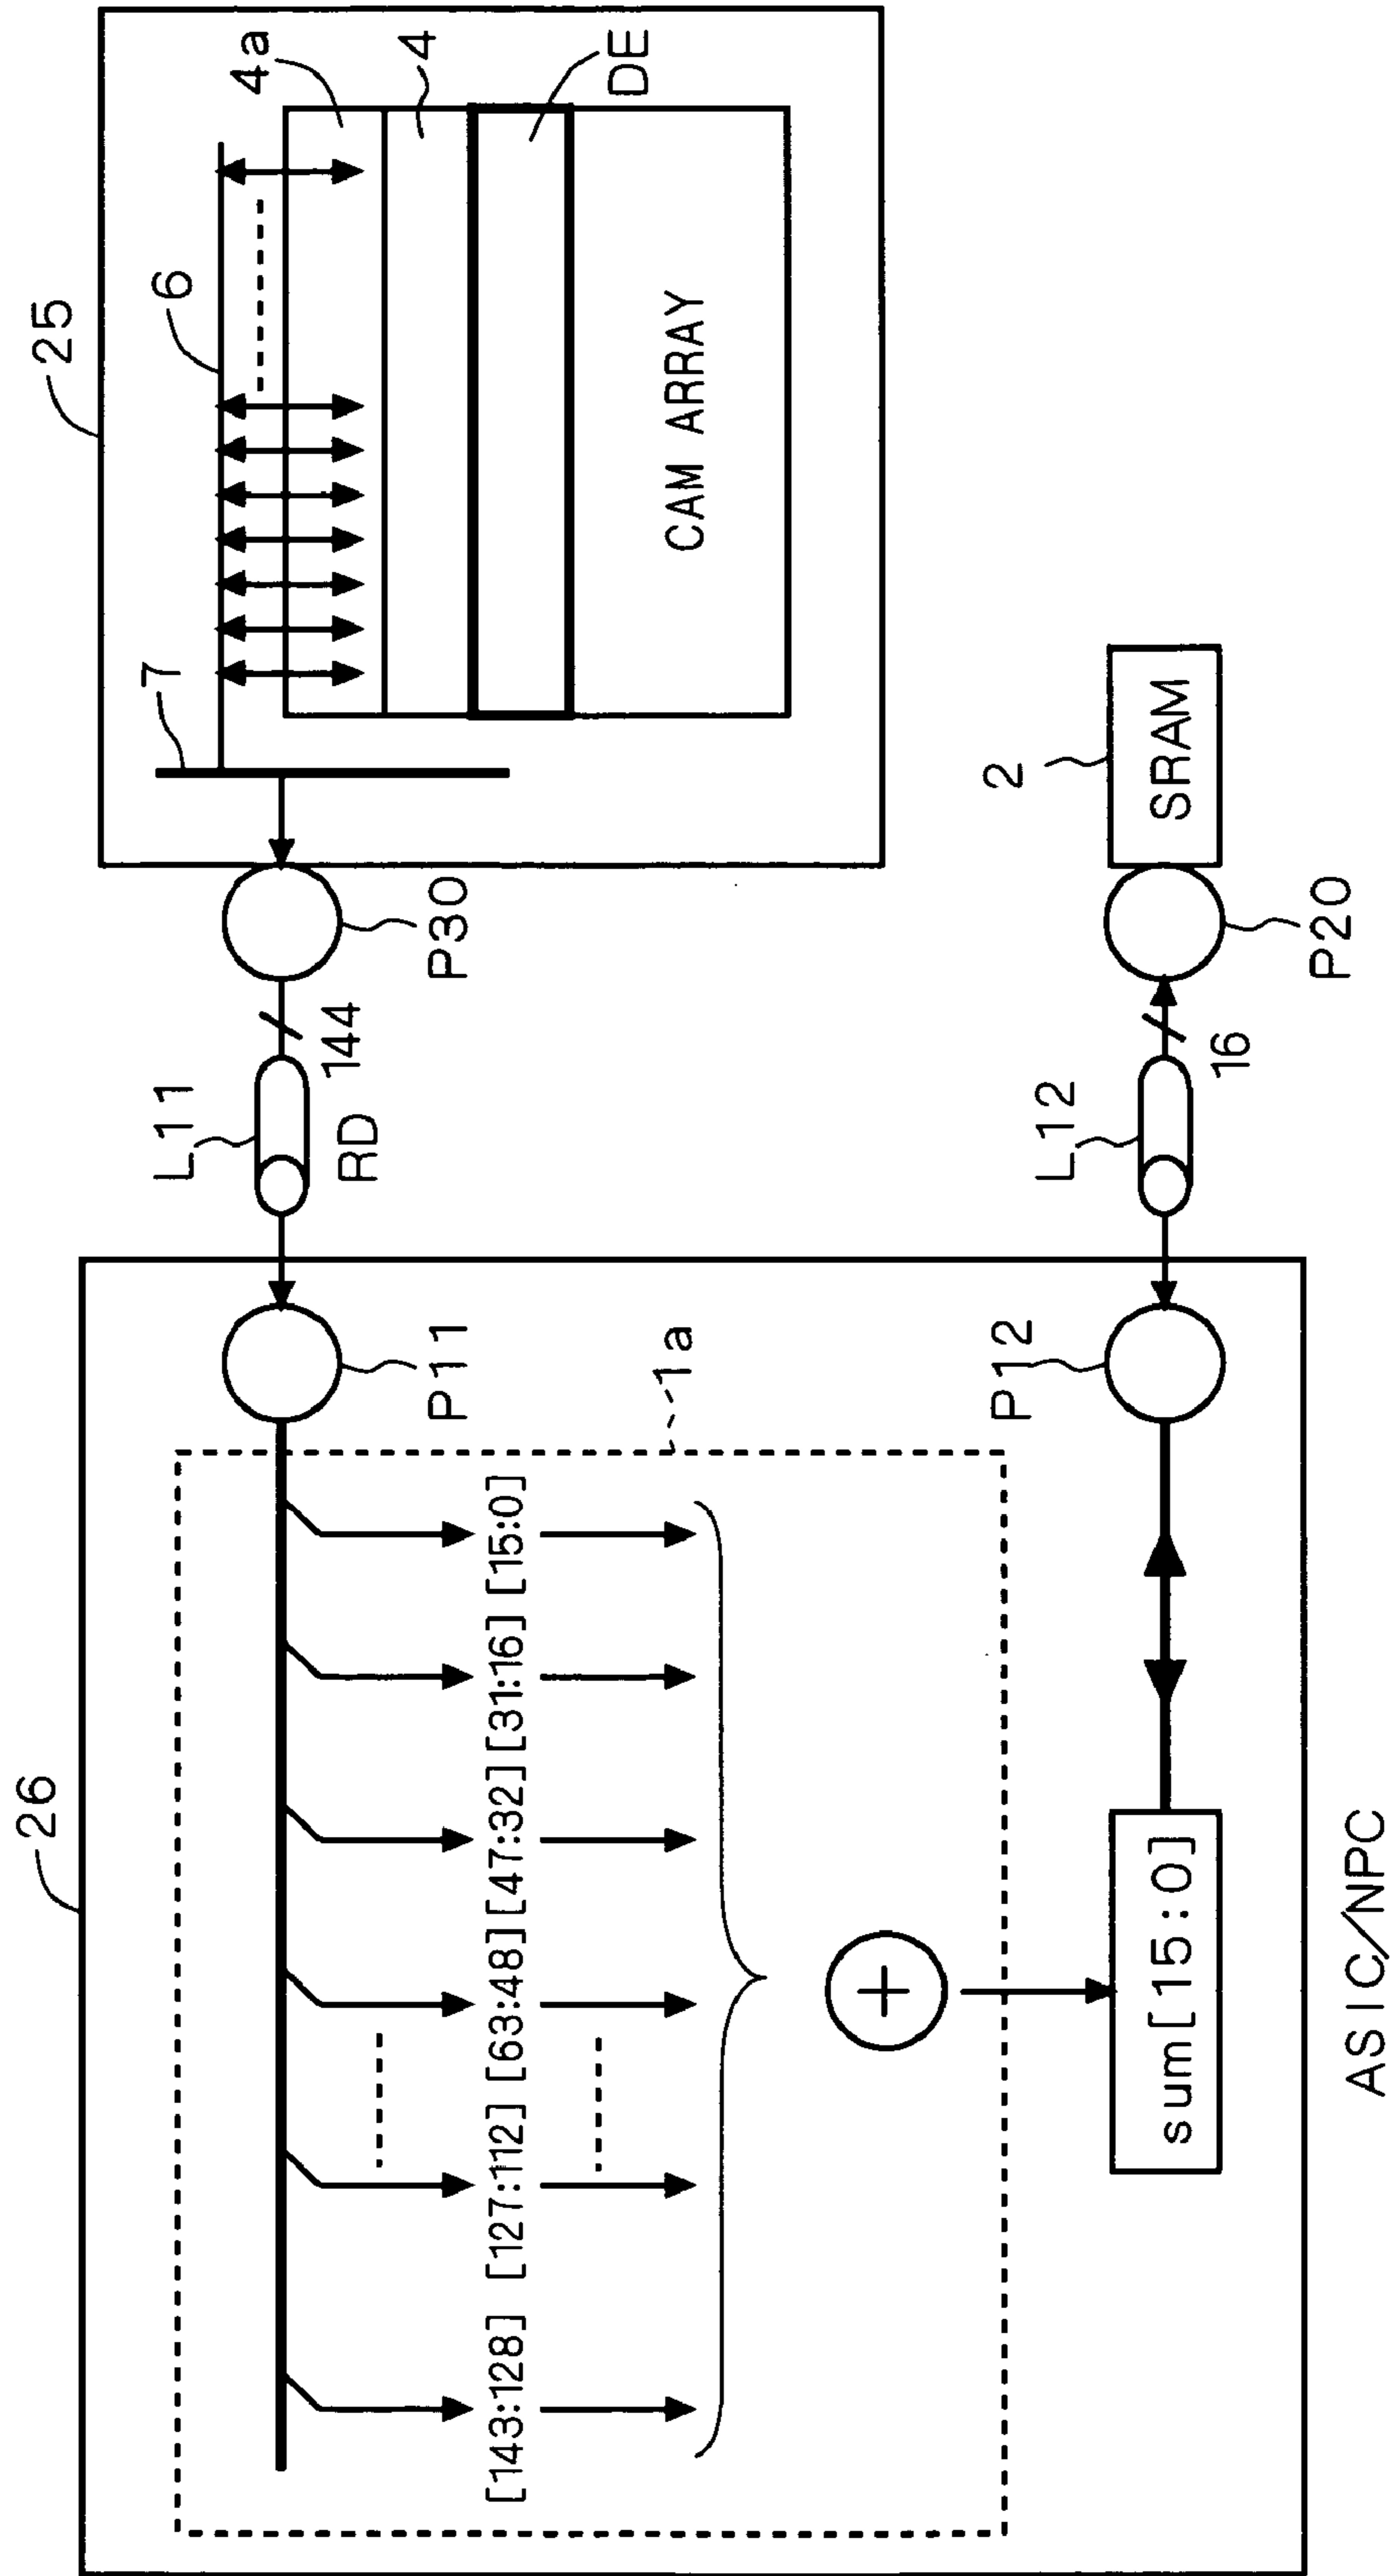 26
25
L11
7
6
4a
4
DE
P11
RD
144
P30
1a
[143:128]
[127:112]
[63:48]
[47:32]
[31:16]
[15:0]
CAM ARRAY
+
P12
L12
2
sum[15:0]
SRAM
16
P20
ASIC/NPC